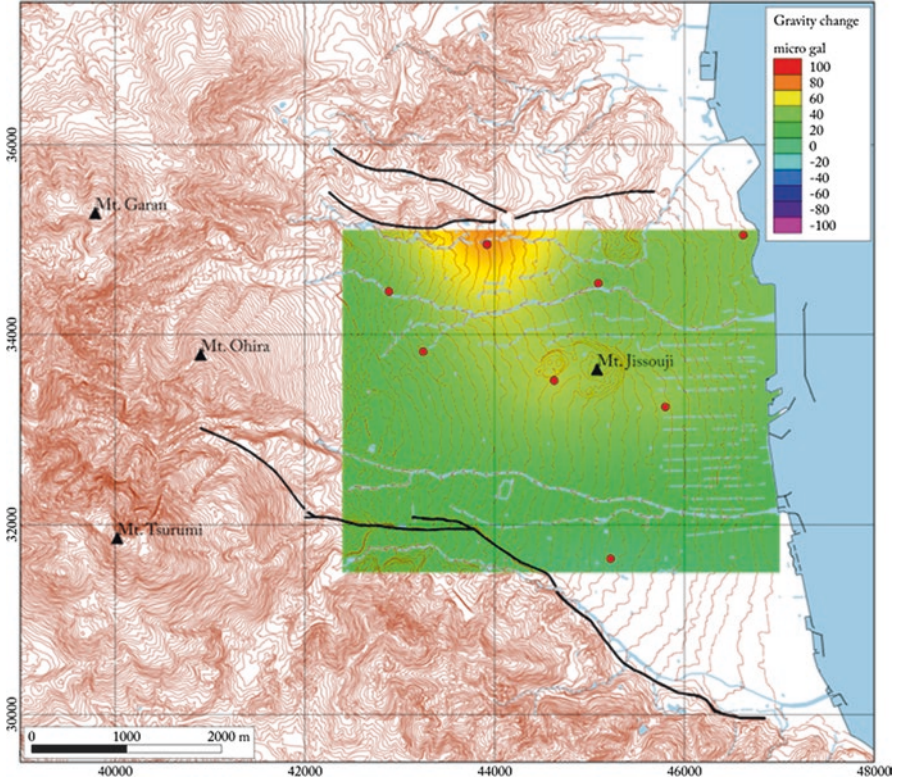 Gravity change
micro gal
100
80
60
40
20
0
-20
-40
-60
-80
-100
36000
Mt. Garan
34000
Mt. Ohira
Mt. Jissouji
32000
Mt. Tsurumi
30000
0 1000 2000 m
40000 42000 44000 46000 48000